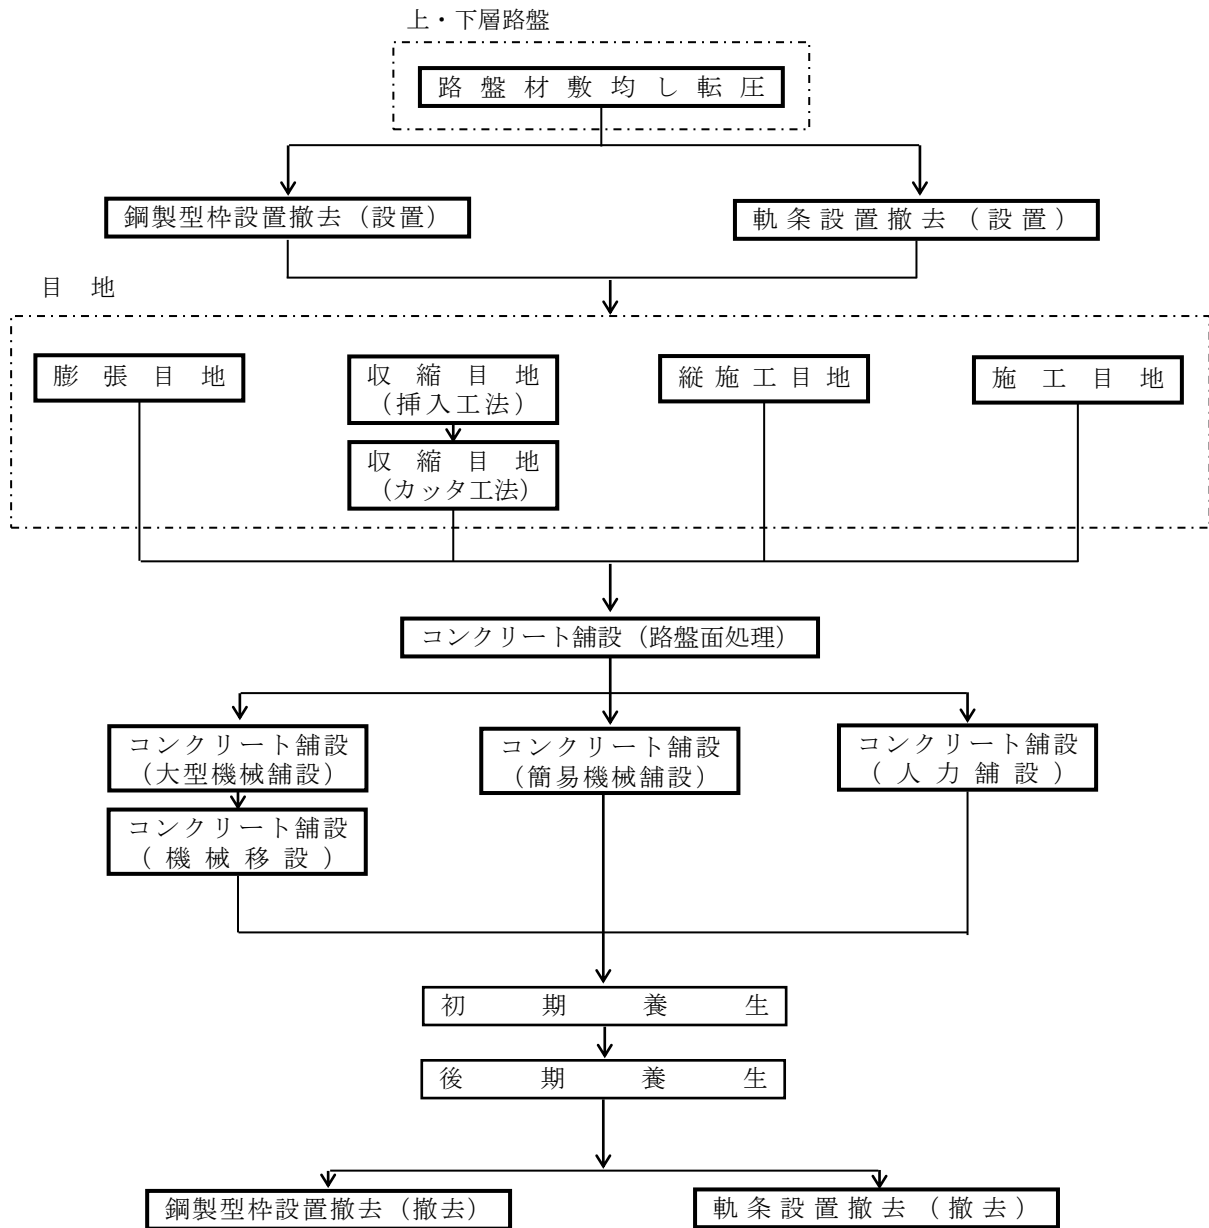 上・下層路盤
路盤材敷均し転圧
鋼製型枠設置撤去（設置）
軌条設置撤去（設置）
目　地
膨張目地
収縮目地
（挿入工法）
収縮目地
（カッタ工法）
縦施工目地
施工目地
コンクリート舗設（路盤面処理）
コンクリート舗設
（大型機械舗設）
コンクリート舗設
（機械移設）
コンクリート舗設
（簡易機械舗設）
コンクリート舗設
（人力舗設）
初期養生
後期養生
鋼製型枠設置撤去（撤去）
軌条設置撤去（撤去）